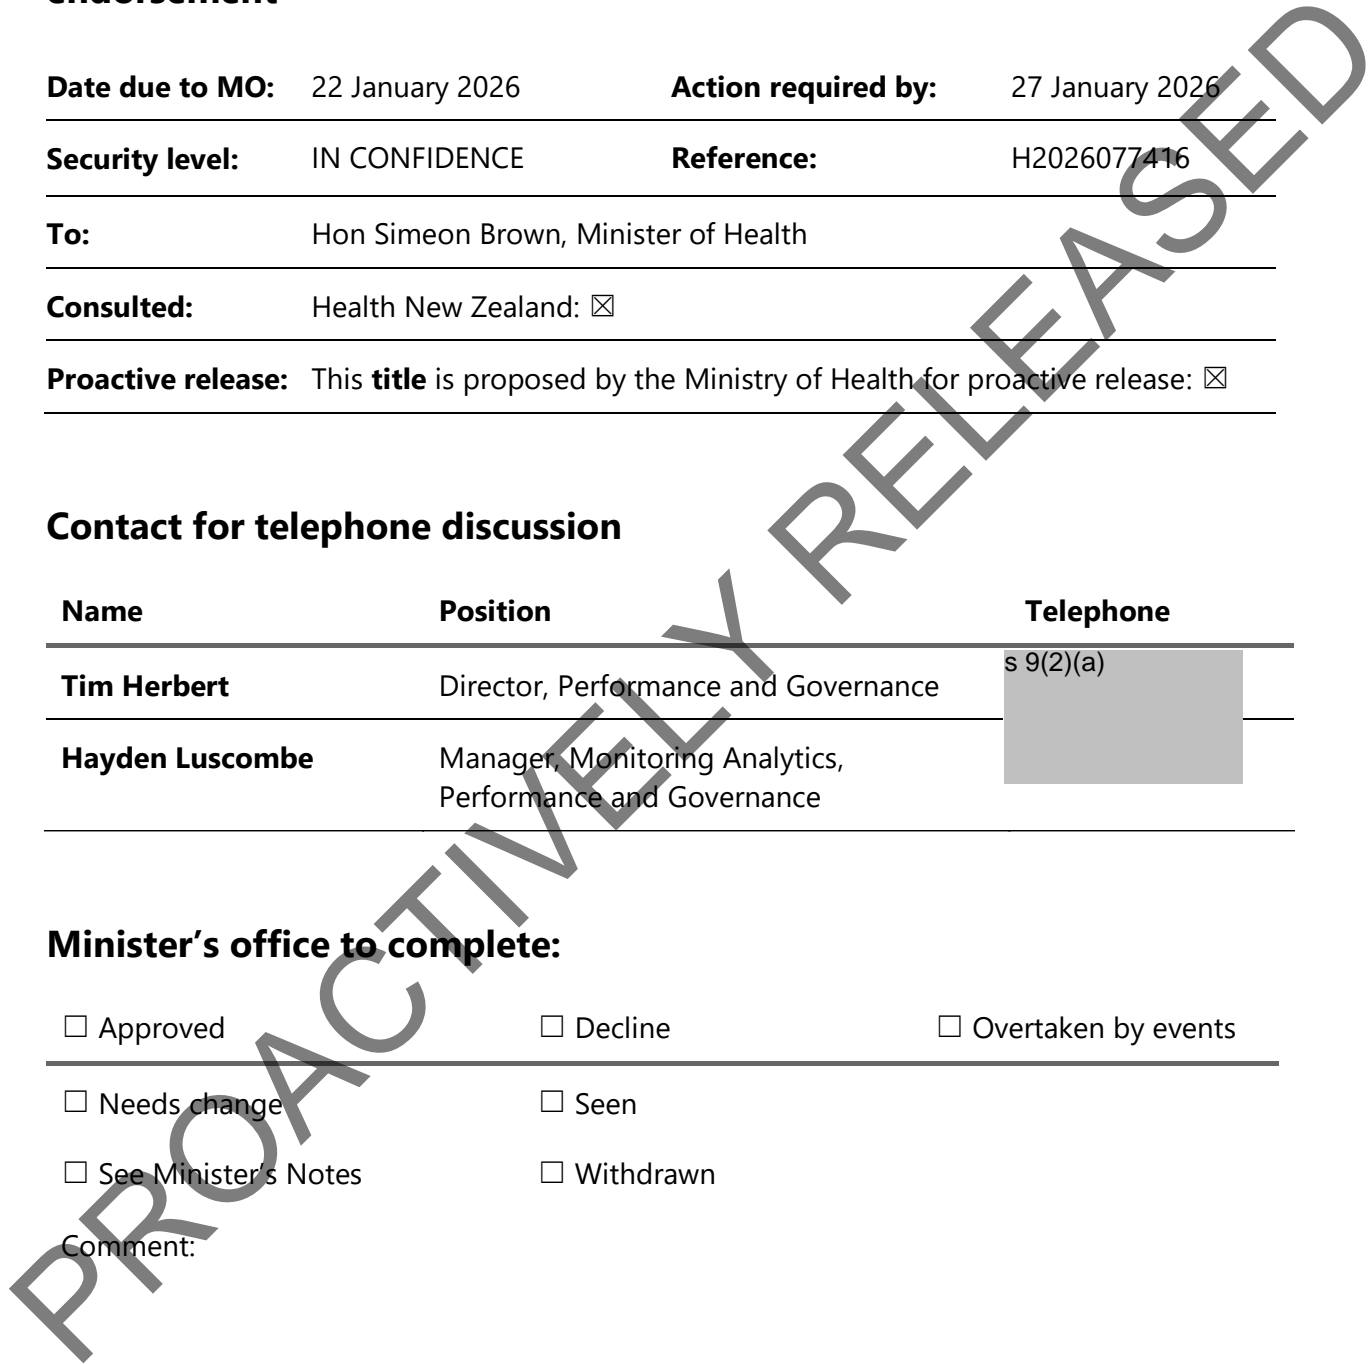 endorsement
Date due to MO: 22 January 2026 Action required by: 27 January 2026
Security level: IN CONFIDENCE Reference: H2026077416
To: Hon Simeon Brown, Minister of Health
Consulted: Health New Zealand: ☒
Proactive release: This title is proposed by the Ministry of Health for proactive release: ☒
Contact for telephone discussion
Name Position Telephone
s 9(2)(a)
Tim Herbert Director, Performance and Governance
Hayden Luscombe Manager, Monitoring Analytics,
Performance and Governance
Minister’s office to complete:
☐ Approved ☐ Decline ☐ Overtaken by events
☐ Needs change ☐ Seen
☐ See Minister’s Notes ☐ Withdrawn
Comment:
PROACTIVELY RELEASED